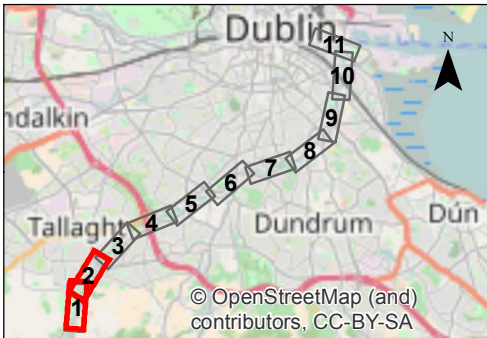 Dublin
11
N
10
ndalkin
9
8
7
6
5
Tallaght
4
Dundrum
Dún
3
2
1
© OpenStreetMap (and)
contributors, CC-BY-SA